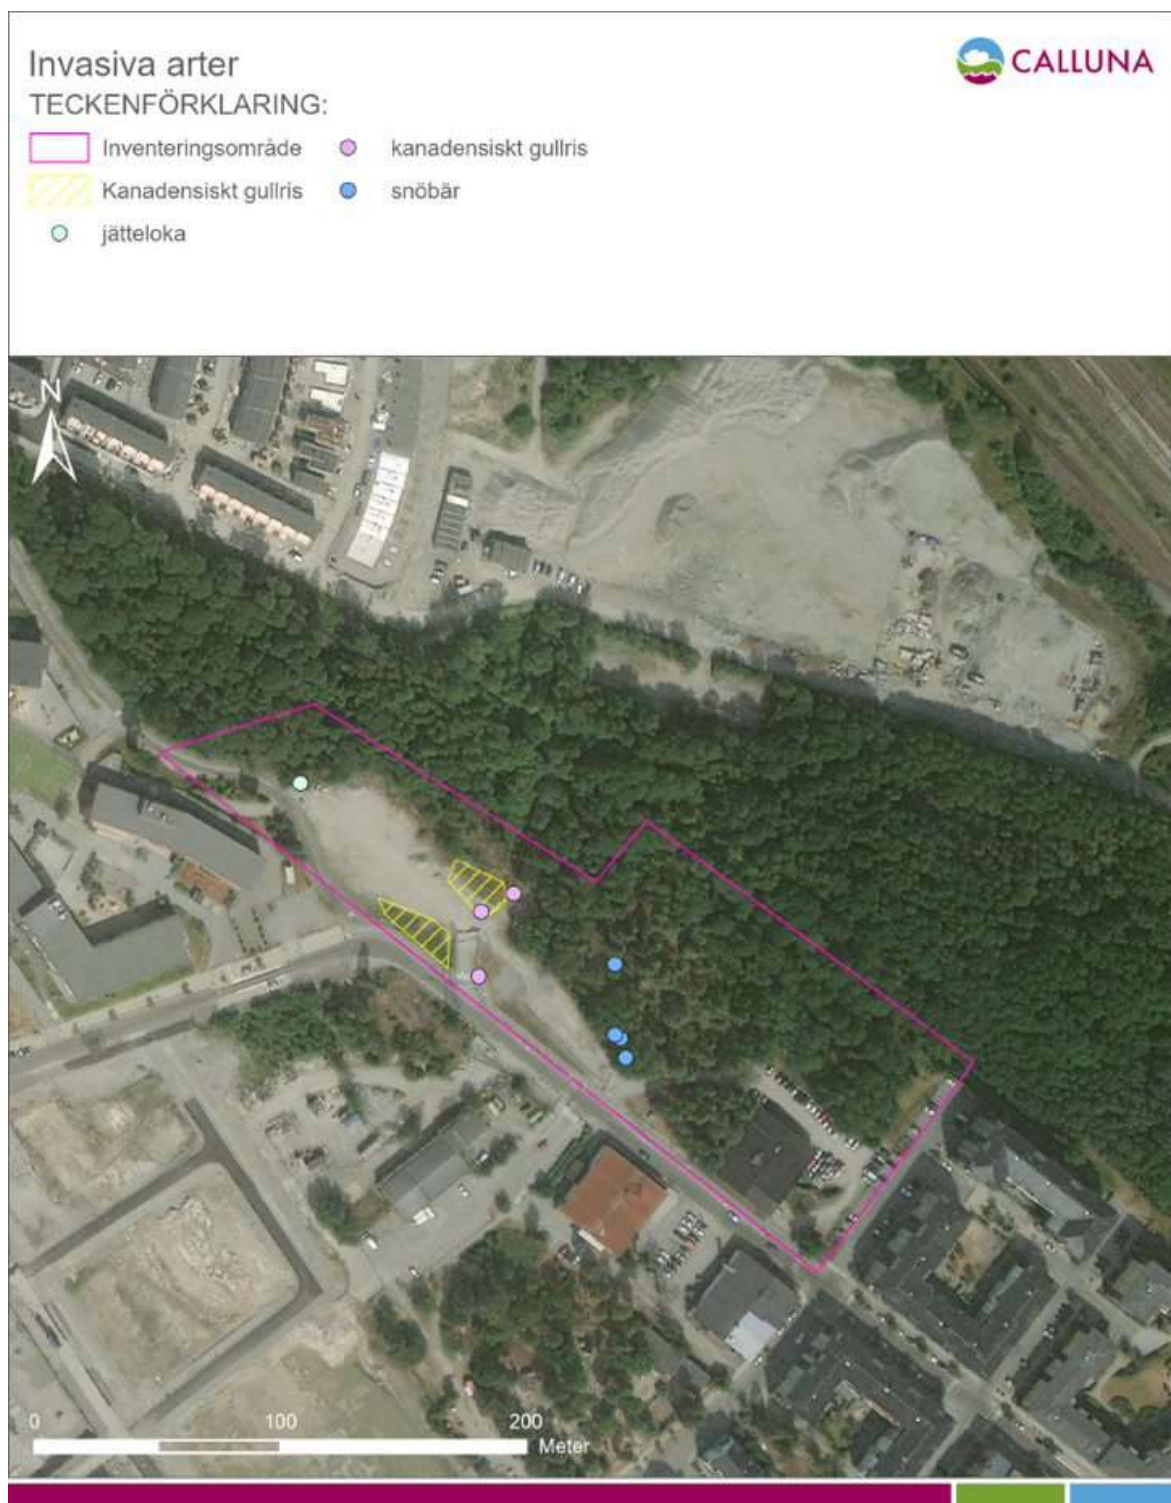 Invasiva arter
CALLUNA
TECKENFÖRKLARING:
Inventeringsområde
kanadensiskt gullris
Kanadensiskt gullris
snöbär
jätteloka
N
0 100 200
Meter